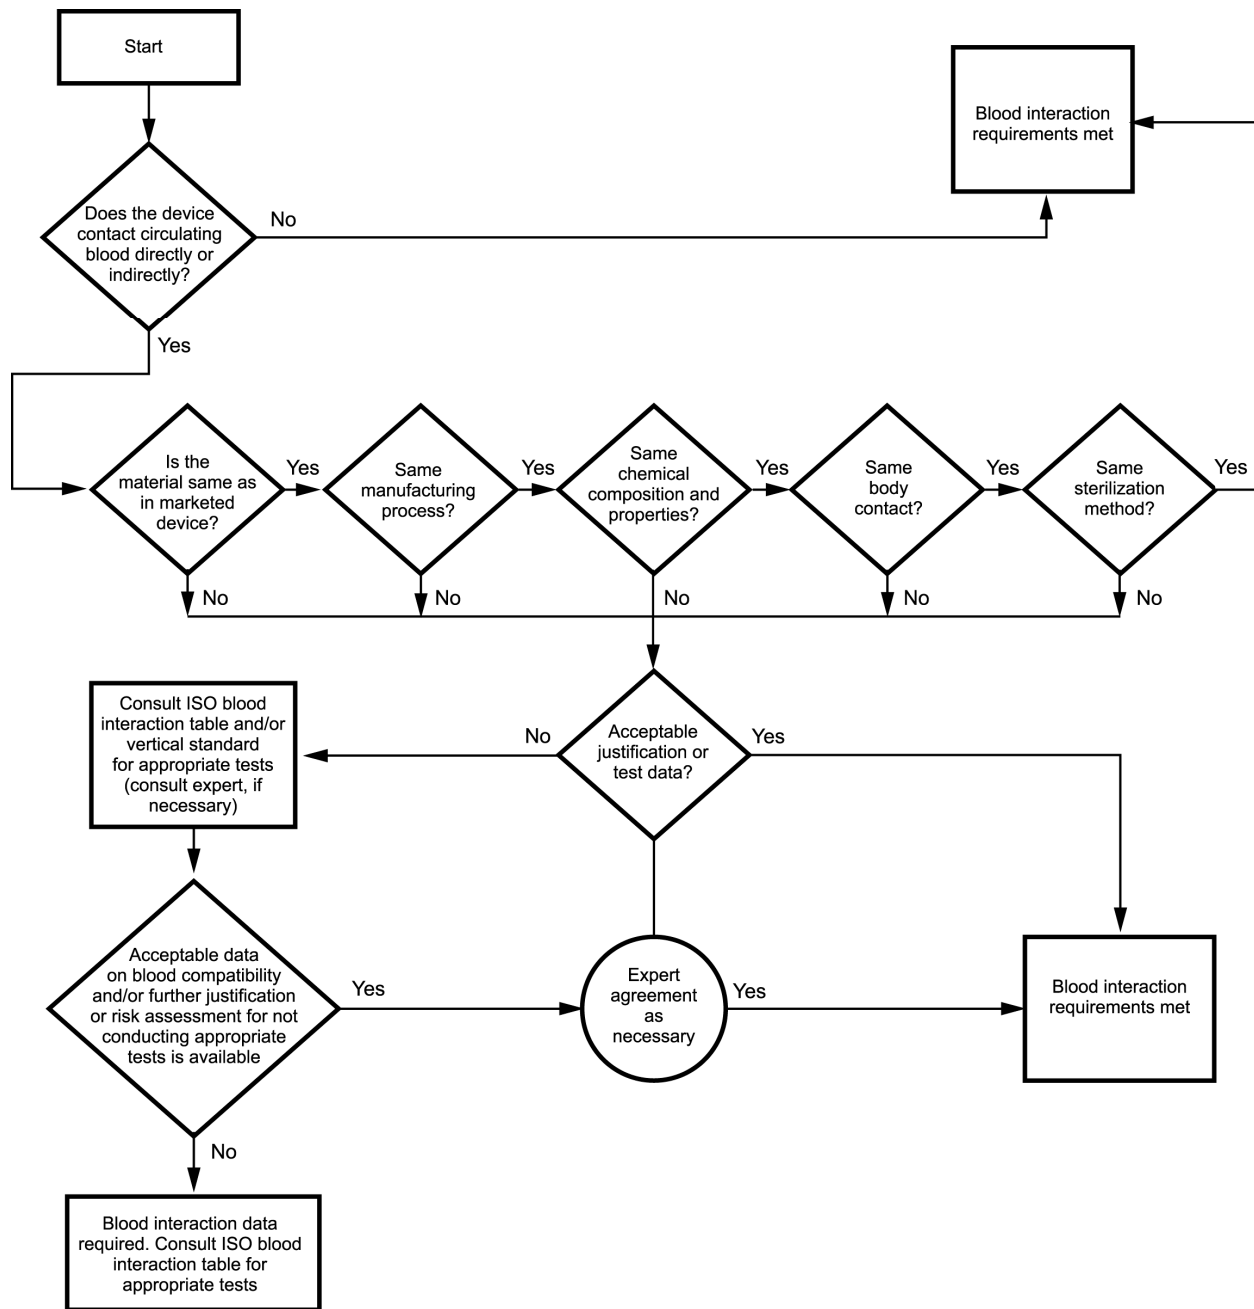 Start
Blood interaction
requirements met
Does the device
contact circulating
blood directly or
indirectly?
No
Yes
Is the
material same as
in marketed
device?
Yes
Same
manufacturing
process?
Yes
Same
chemical
composition and
properties?
Yes
Same
body
contact?
Yes
Same
sterilization
method?
Yes
No
No
No
No
No
Consult ISO blood
interaction table and/or
vertical standard
for appropriate tests
(consult expert, if
necessary)
No
Acceptable
justification or
test data?
Yes
Acceptable data
on blood compatibility
and/or further justification
or risk assessment for not
conducting appropriate
tests is available
Yes
Expert
agreement
as
necessary
Yes
Blood interaction
requirements met
No
Blood interaction data
required. Consult ISO blood
interaction table for
appropriate tests